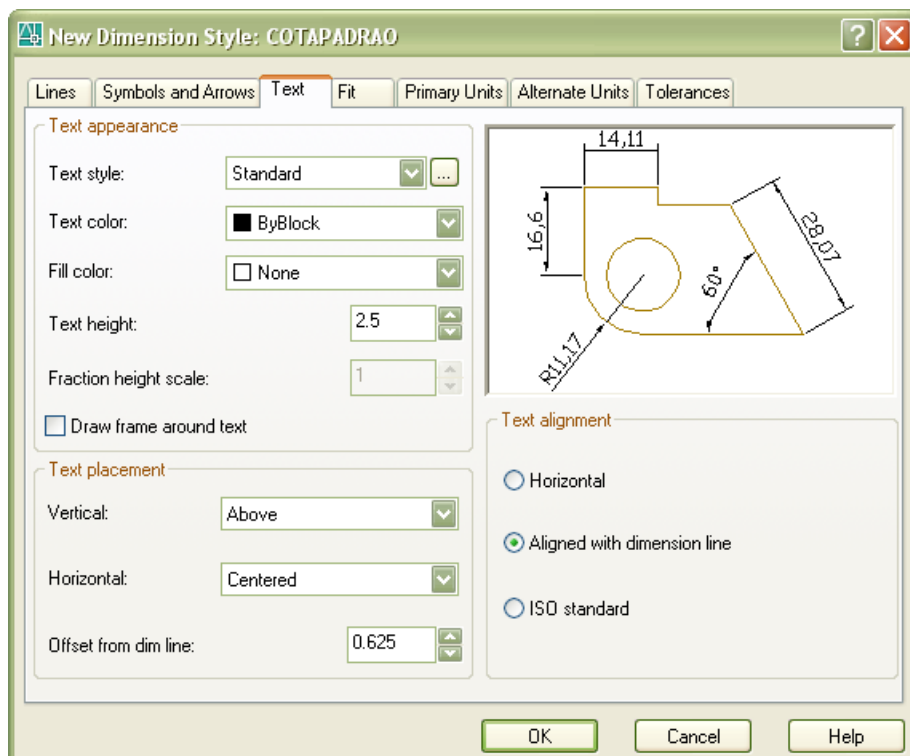 New Dimension Style: COTAPADRAO
Lines Symbols and Arrows Text Fit Primary Units Alternate Units Tolerances
Text appearance
Text style: Standard ...
Text color: ByBlock
Fill color: None
Text height: 2.5
Fraction height scale: 1
Draw frame around text
Text placement
Vertical: Above
Horizontal: Centered
Offset from dim line: 0.625
14,11
16,6
28,07
60°
R11,17
Text alignment
Horizontal
Aligned with dimension line
ISO standard
OK Cancel Help